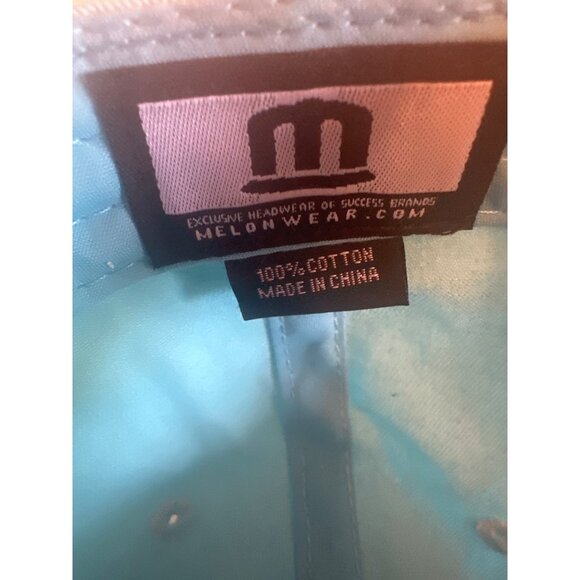 m
EXCLUSIVE HEADWEAR OF SUCCESS BRANDS
MELONWEAR.COM
100% COTTON
MADE IN CHINA